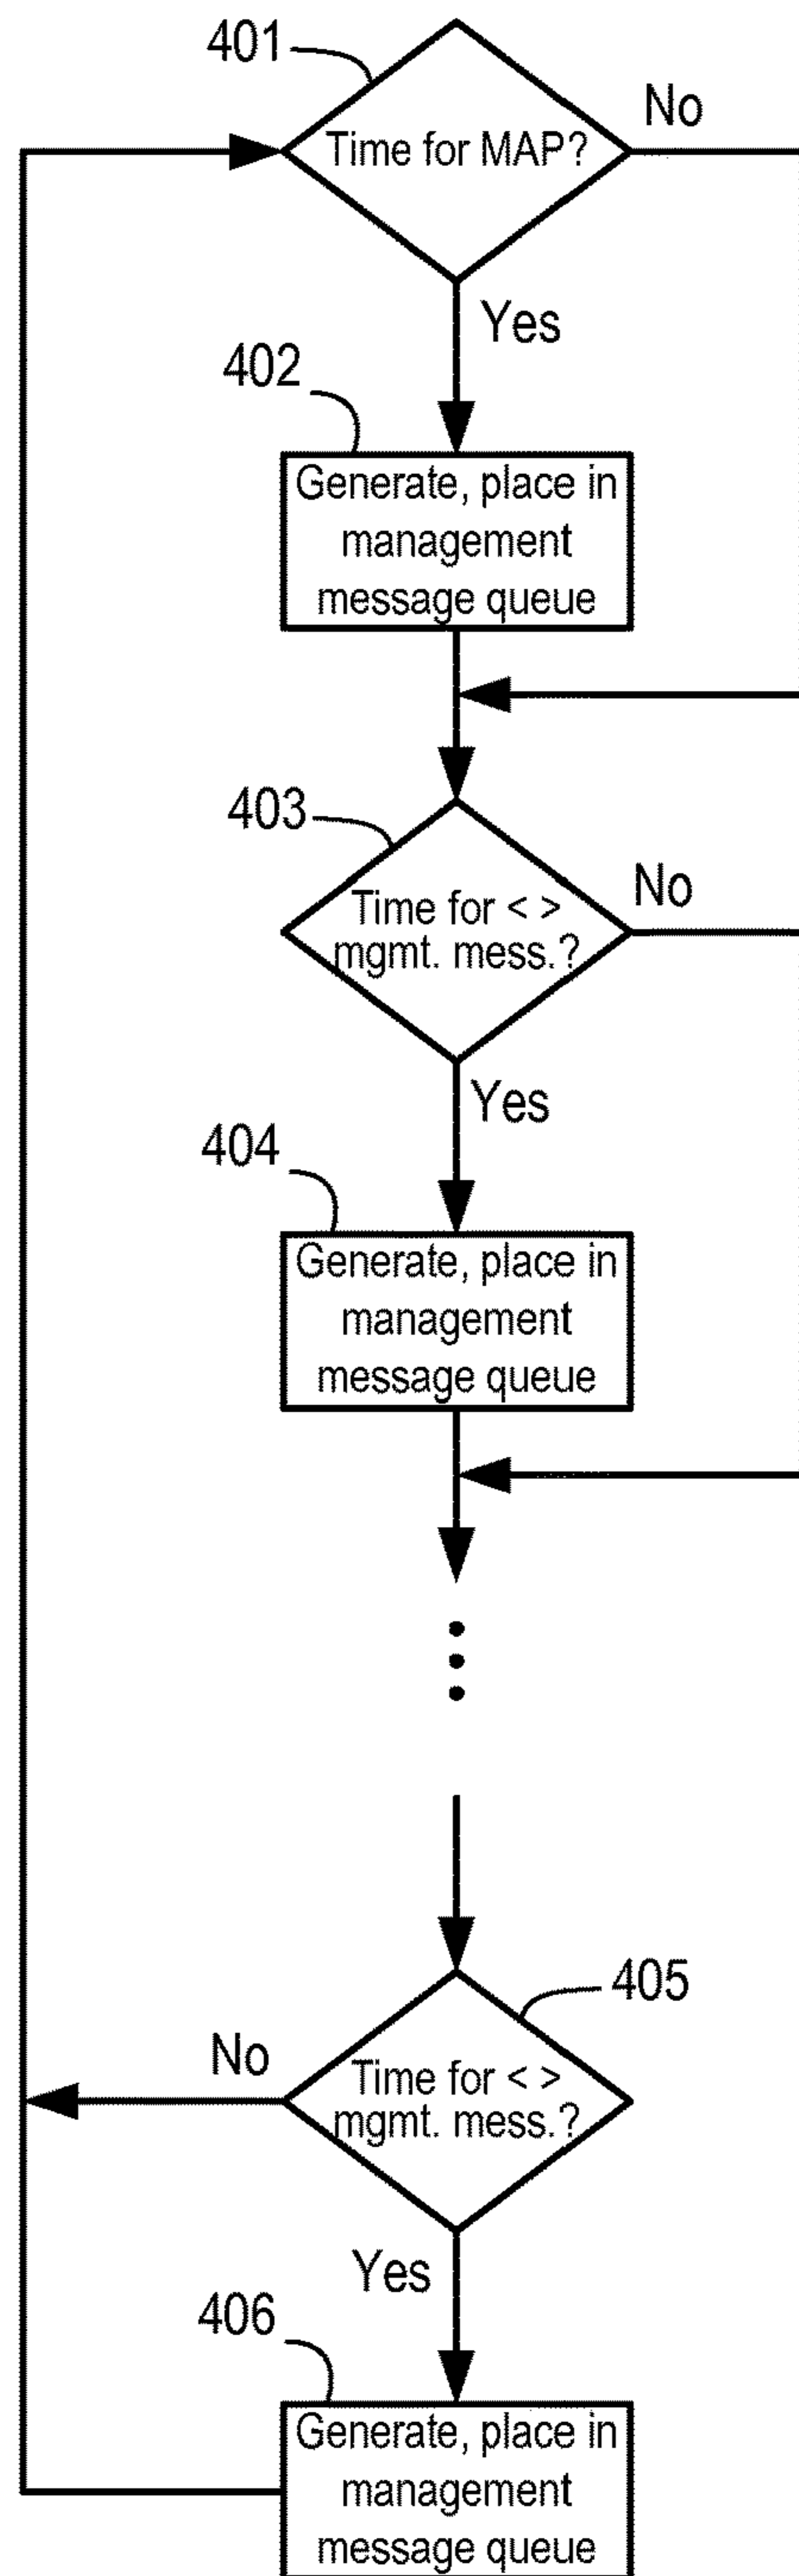 401
No
Time for MAP?
Yes
402
Generate, place in
management
message queue
403
No
Time for < >
mgmt. mess.?
Yes
404
Generate, place in
management
message queue
405
No
Time for < >
mgmt. mess.?
Yes
406
Generate, place in
management
message queue